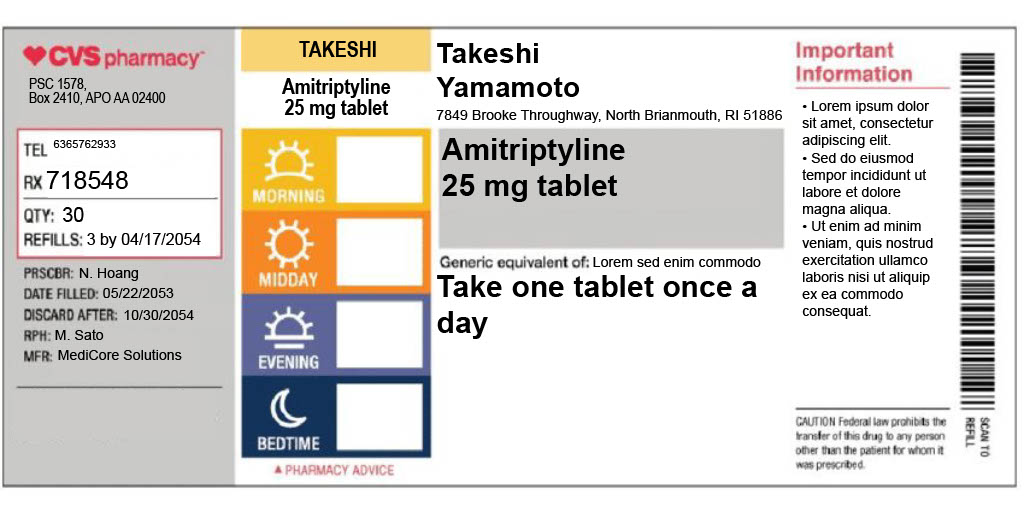 CVS pharmacy
PSC 1578,
Box 2410, APO AA 02400
TEL 6365762933
RX 718548
QTY: 30
REFILLS: 3 by 04/17/2054
PRSCBR: N. Hoang
DATE FILLED: 05/22/2053
DISCARD AFTER: 10/30/2054
RPH: M. Sato
MFR: MediCore Solutions
TAKESHI
Amitriptyline
25 mg tablet
MORNING
MIDDAY
EVENING
BEDTIME
▲ PHARMACY ADVICE
Takeshi
Yamamoto
7849 Brooke Throughway, North Brianmouth, RI 51886
Amitriptyline
25 mg tablet
Generic equivalent of: Lorem sed enim commodo
Take one tablet once a
day
Important
Information
• Lorem ipsum dolor
sit amet, consectetur
adipiscing elit.
• Sed do eiusmod
tempor incididunt ut
labore et dolore
magna aliqua.
• Ut enim ad minim
veniam, quis nostrud
exercitation ullamco
laboris nisi ut aliquip
ex ea commodo
consequat.
CAUTION Federal law prohibits the
transfer of this drug to any person
other than the patient for whom it
was prescribed.
SCAN TO
REFILL